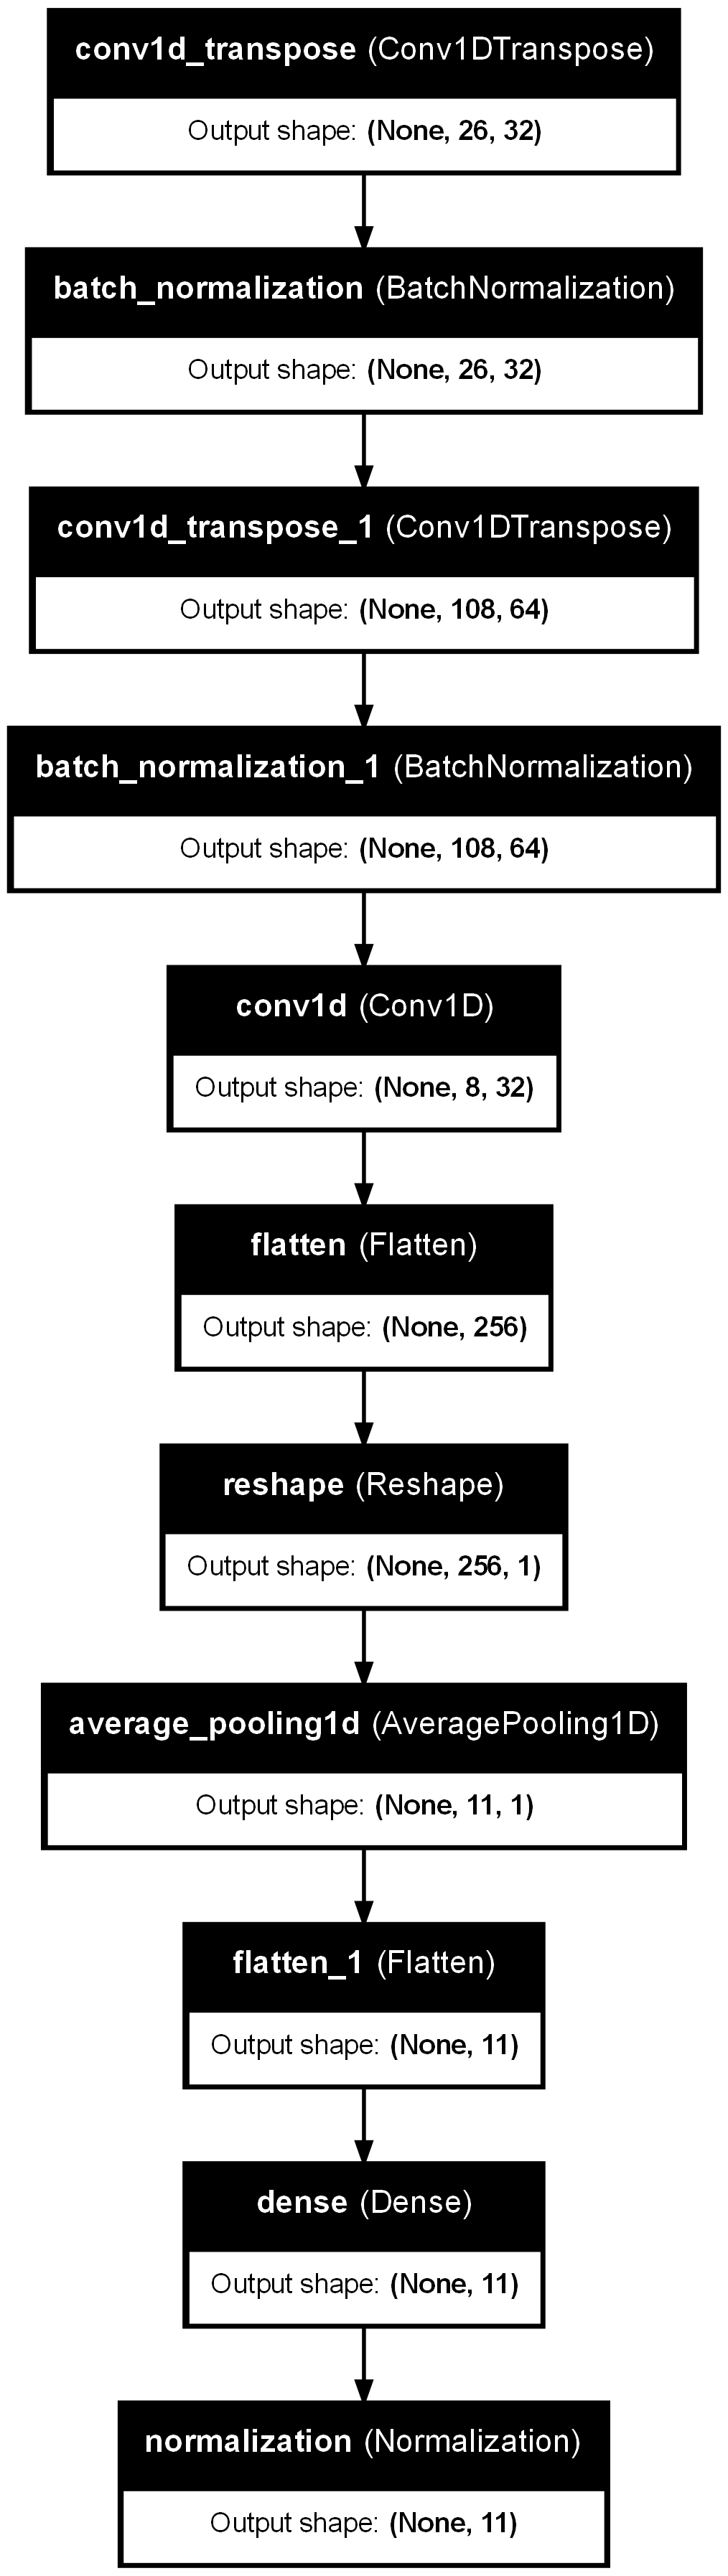 conv1d_transpose (Conv1DTranspose)
Output shape: (None, 26, 32)
batch_normalization (BatchNormalization)
Output shape: (None, 26, 32)
conv1d_transpose_1 (Conv1DTranspose)
Output shape: (None, 108, 64)
batch_normalization_1 (BatchNormalization)
Output shape: (None, 108, 64)
conv1d (Conv1D)
Output shape: (None, 8, 32)
flatten (Flatten)
Output shape: (None, 256)
reshape (Reshape)
Output shape: (None, 256, 1)
average_pooling1d (AveragePooling1D)
Output shape: (None, 11, 1)
flatten_1 (Flatten)
Output shape: (None, 11)
dense (Dense)
Output shape: (None, 11)
normalization (Normalization)
Output shape: (None, 11)